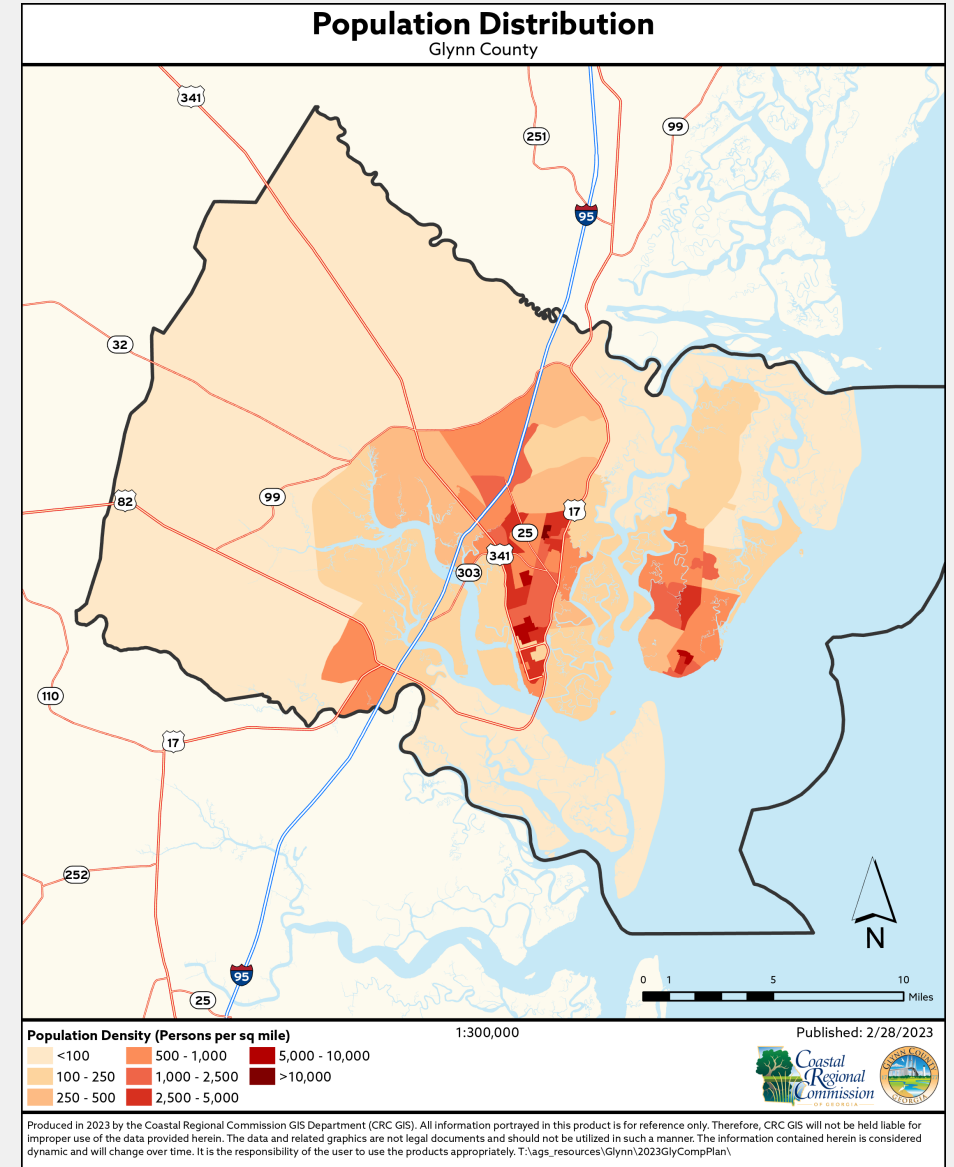 Population Distribution
Glynn County
341
251
99
95
32
82
99
17
25
341
303
110
17
252
95
25
N
0 1 5 10
Miles
Population Density (Persons per sq mile)
1:300,000
Published: 2/28/2023
<100
500 - 1,000
5,000 - 10,000
100 - 250
1,000 - 2,500
>10,000
250 - 500
2,500 - 5,000
Coastal
Regional
Commission
OF GEORGIA
GLYNN COUNTY
GEORGIA
Produced in 2023 by the Coastal Regional Commission GIS Department (CRC GIS). All information portrayed in this product is for reference only. Therefore, CRC GIS will not be held liable for
improper use of the data provided herein. The data and related graphics are not legal documents and should not be utilized in such a manner. The information contained herein is considered
dynamic and will change over time. It is the responsibility of the user to use the products appropriately. T:\ags_resources\Glynn\2023GlyCompPlan\